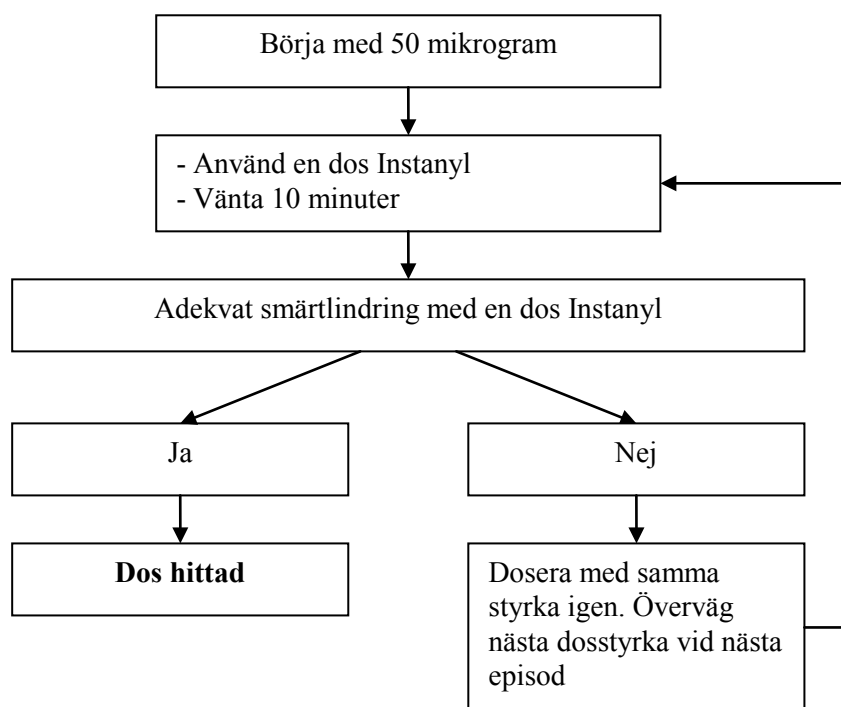 Börja med 50 mikrogram
- Använd en dos Instanyl
- Vänta 10 minuter
Adekvat smärtlindring med en dos Instanyl
Ja
Nej
Dos hittad
Dosera med samma
styrka igen. Överväg
nästa dosstyrka vid nästa
episod